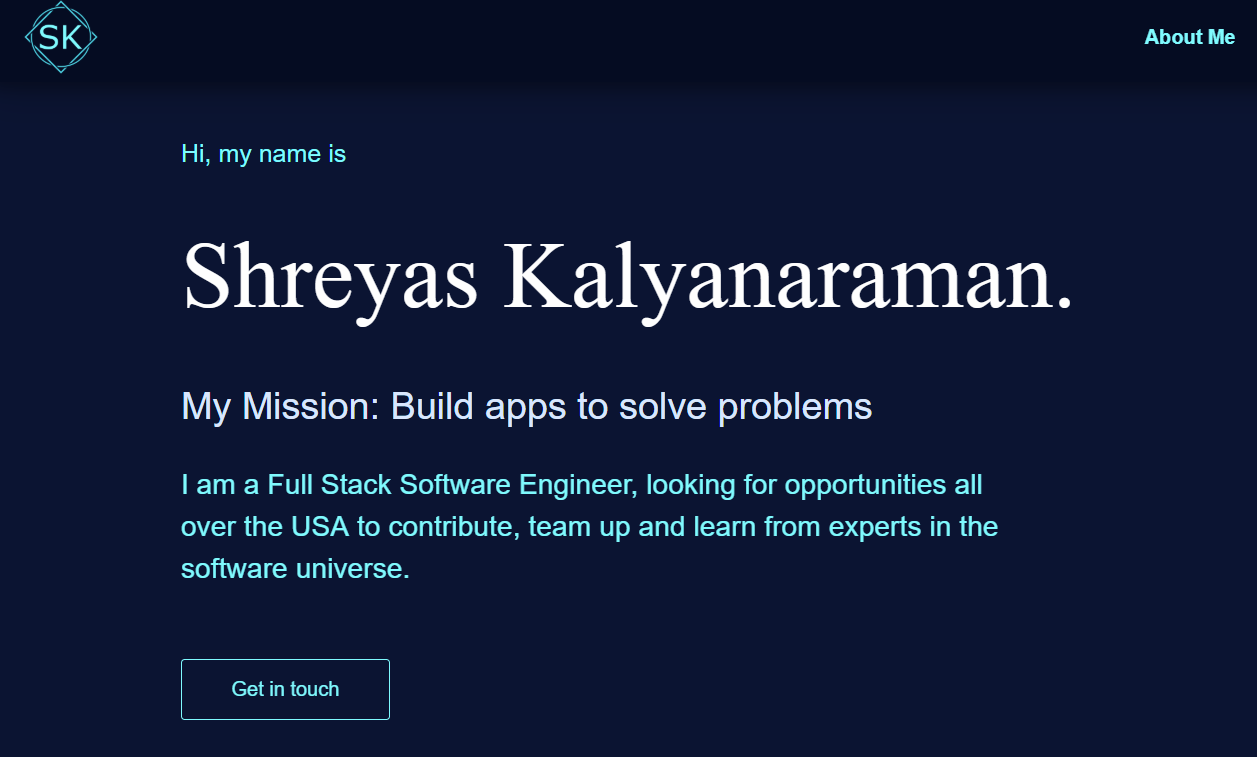 SK
About Me
Hi, my name is
Shreyas Kalyanaraman.
My Mission: Build apps to solve problems
I am a Full Stack Software Engineer, looking for opportunities all
over the USA to contribute, team up and learn from experts in the
software universe.
Get in touch